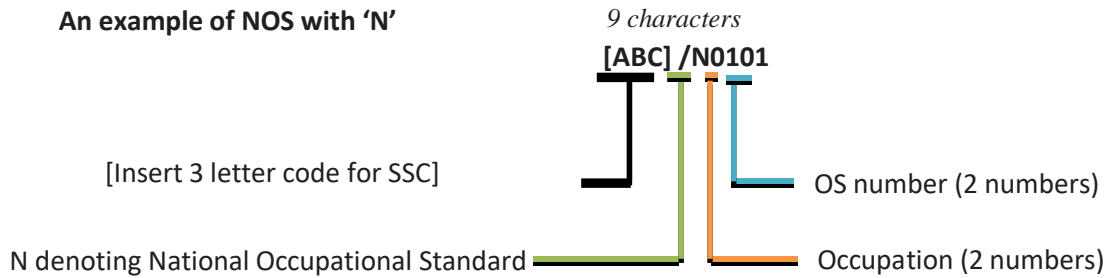 An example of NOS with ‘N’
9 characters
[ABC] /N0101
[Insert 3 letter code for SSC]
OS number (2 numbers)
N denoting National Occupational Standard
Occupation (2 numbers)